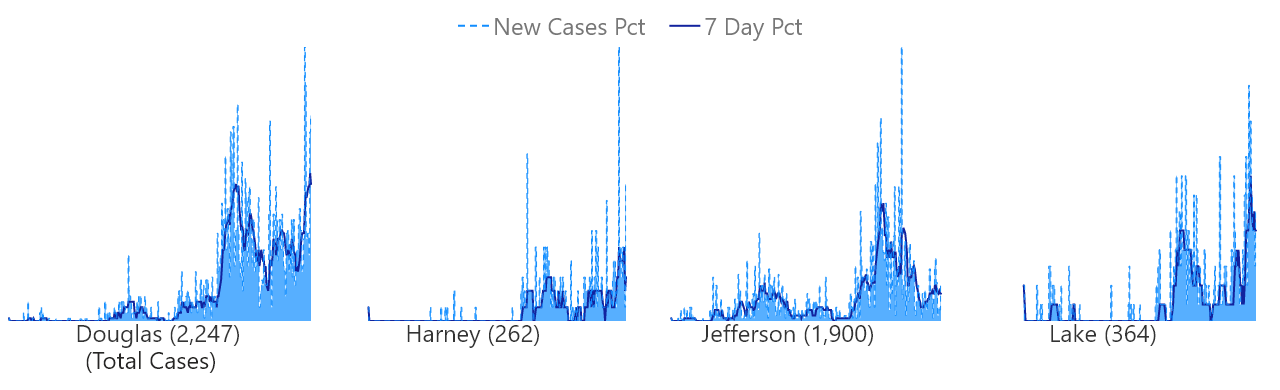 New Cases Pct 7 Day Pct
Douglas (2,247) Harney (262) Jefferson (1,900) Lake (364)
(Total Cases)